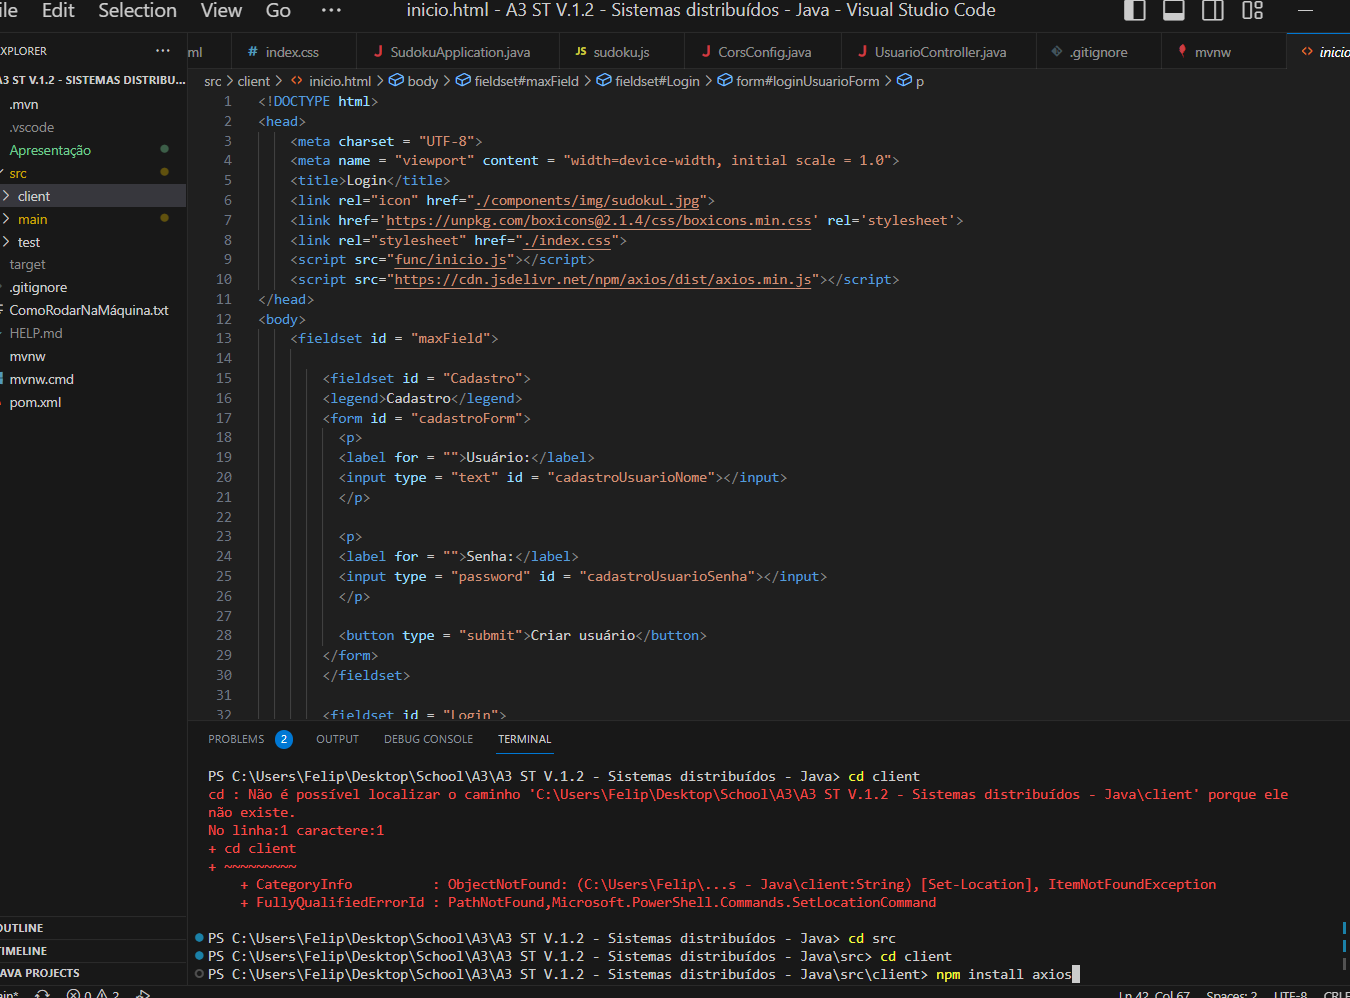 Edit Selection View Go ··· inicio.html - A3 ST V.1.2 - Sistemas distribuídos - Java - Visual Studio Code
XPLORER ···
ml # index.css J SudokuApplication.java JS sudoku.js J CorsConfig.java J UsuarioController.java .gitignore mvnw <> inicio
A3 ST V.1.2 - SISTEMAS DISTRIBU...
src > client > <> inicio.html > body > fieldset#maxField > fieldset#Login > form#loginUsuarioForm > p
.mvn
.vscode
Apresentação
src
client
main
test
target
.gitignore
ComoRodarNaMáquina.txt
HELP.md
mvnw
mvnw.cmd
pom.xml
OUTLINE
TIMELINE
JAVA PROJECTS
1 <!DOCTYPE html>
2 <head>
3 <meta charset = "UTF-8">
4 <meta name = "viewport" content = "width=device-width, initial scale = 1.0">
5 <title>Login</title>
6 <link rel="icon" href="./components/img/sudokuL.jpg">
7 <link href='https://unpkg.com/boxicons@2.1.4/css/boxicons.min.css' rel='stylesheet'>
8 <link rel="stylesheet" href="./index.css">
9 <script src="func/inicio.js"></script>
10 <script src="https://cdn.jsdelivr.net/npm/axios/dist/axios.min.js"></script>
11 </head>
12 <body>
13 <fieldset id = "maxField">
14
15 <fieldset id = "Cadastro">
16 <legend>Cadastro</legend>
17 <form id = "cadastroForm">
18 <p>
19 <label for = "">Usuário:</label>
20 <input type = "text" id = "cadastroUsuarioNome"></input>
21 </p>
22
23 <p>
24 <label for = "">Senha:</label>
25 <input type = "password" id = "cadastroUsuarioSenha"></input>
26 </p>
27
28 <button type = "submit">Criar usuário</button>
29 </form>
30 </fieldset>
31
32 <fieldset id = "Login">
PROBLEMS 2 OUTPUT DEBUG CONSOLE TERMINAL
PS C:\Users\Felip\Desktop\School\A3\A3 ST V.1.2 - Sistemas distribuídos - Java> cd client
cd : Não é possível localizar o caminho 'C:\Users\Felip\Desktop\School\A3\A3 ST V.1.2 - Sistemas distribuídos - Java\client' porque ele
não existe.
No linha:1 caractere:1
+ cd client
+ ~~~~~~~~~
+ CategoryInfo : ObjectNotFound: (C:\Users\Felip\...s - Java\client:String) [Set-Location], ItemNotFoundException
+ FullyQualifiedErrorId : PathNotFound,Microsoft.PowerShell.Commands.SetLocationCommand
PS C:\Users\Felip\Desktop\School\A3\A3 ST V.1.2 - Sistemas distribuídos - Java> cd src
PS C:\Users\Felip\Desktop\School\A3\A3 ST V.1.2 - Sistemas distribuídos - Java\src> cd client
PS C:\Users\Felip\Desktop\School\A3\A3 ST V.1.2 - Sistemas distribuídos - Java\src\client> npm install axios
0 2 Ln 42, Col 67 Spaces: 2 UTF-8 CRLF